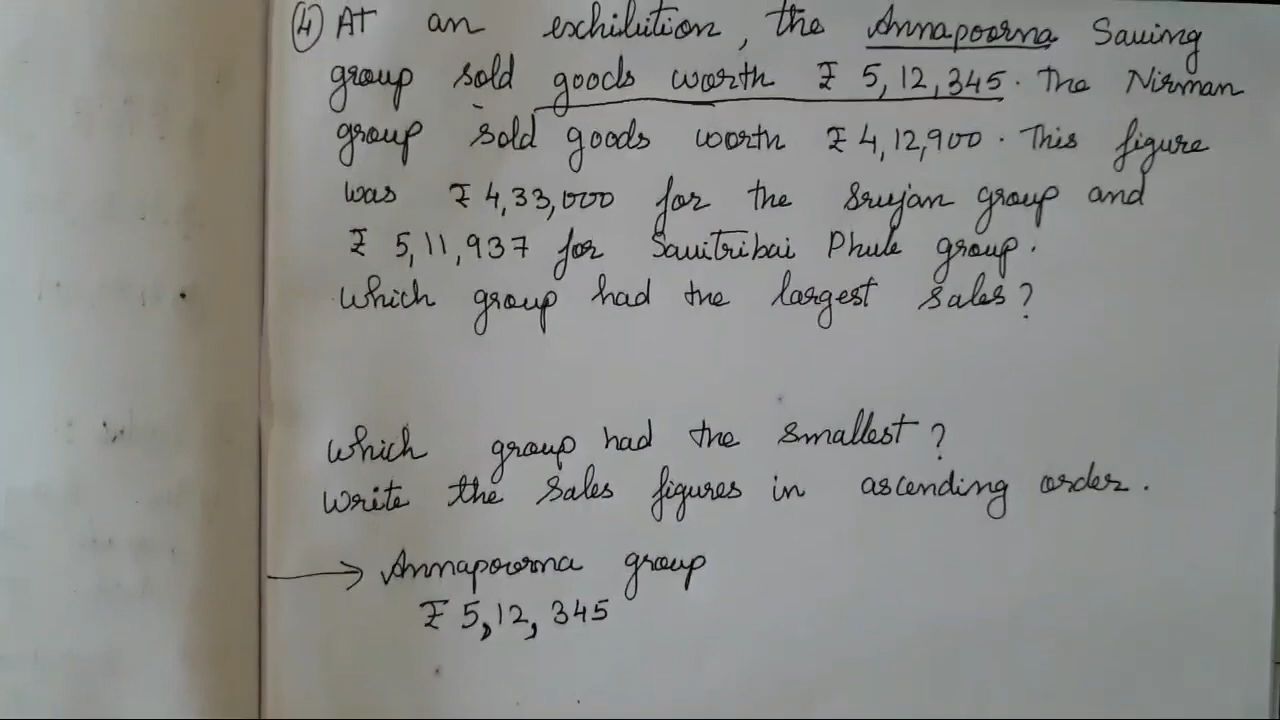 ④ At an exhibition, the Annapoorna Saving
group sold goods worth ₹ 5,12,345. The Nirman
group sold goods worth ₹ 4,12,900. This figure
was ₹ 4,33,000 for the Srujan group and
₹ 5,11,937 for Savitribai Phule group.
Which group had the largest sales?
Which group had the smallest?
Write the sales figures in ascending order.
→ Annapoorna group
₹ 5,12,345